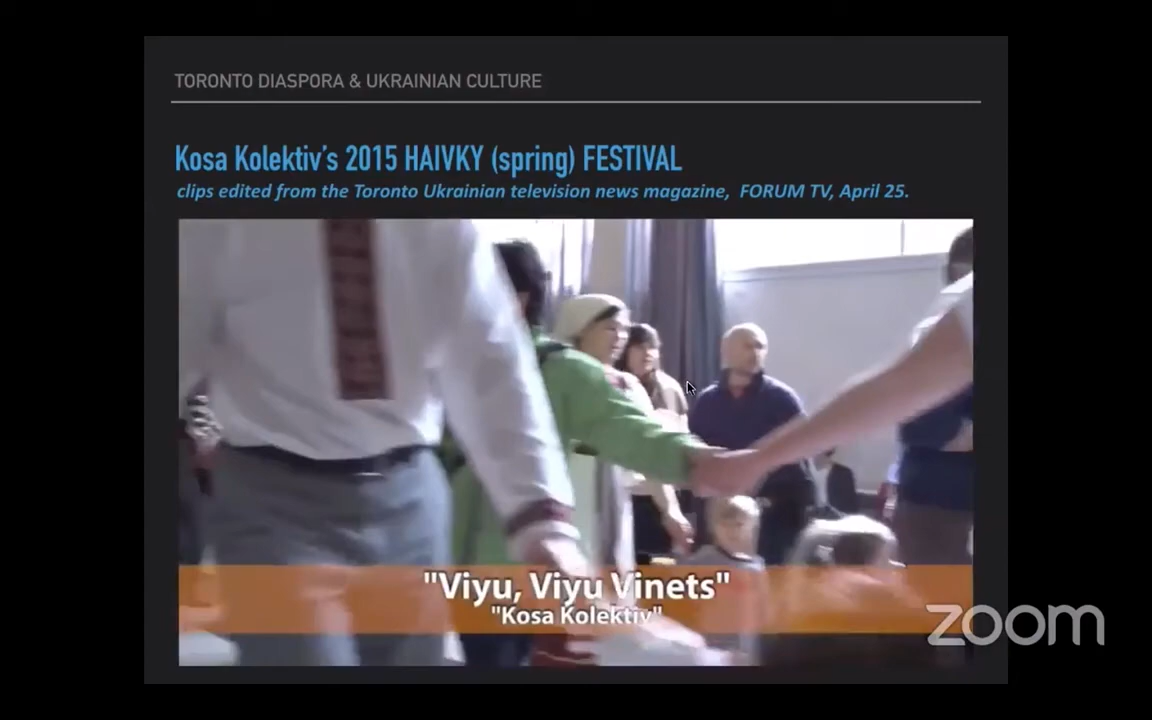 TORONTO DIASPORA & UKRAINIAN CULTURE
Kosa Kolektiv's 2015 HAIVKY (spring) FESTIVAL
clips edited from the Toronto Ukrainian television news magazine, FORUM TV, April 25.
"Viyu, Viyu Vinets"
"Kosa Kolektiv"
zoom